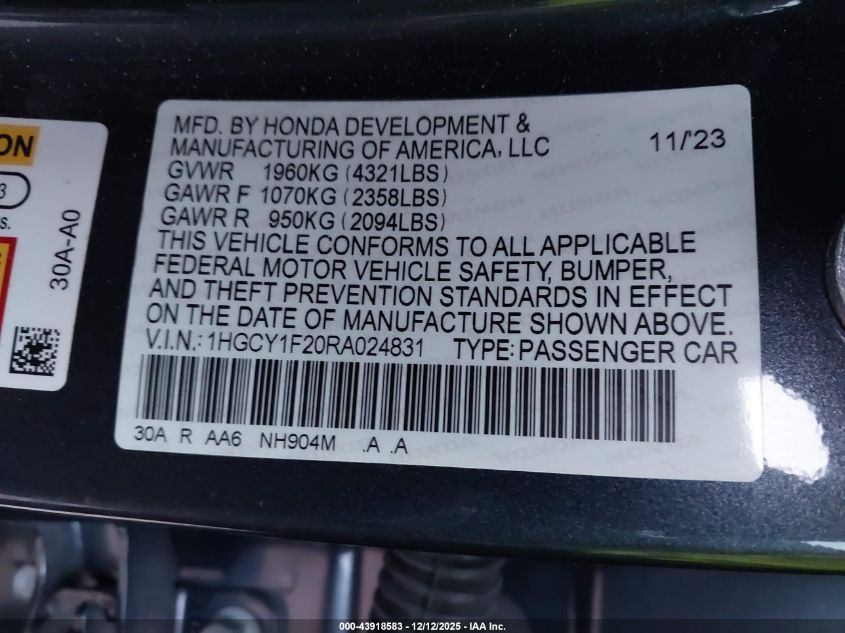 ON
3
s.
30A-A0
MFD. BY HONDA DEVELOPMENT &
MANUFACTURING OF AMERICA, LLC 11/'23
GVWR 1960KG (4321LBS)
GAWR F 1070KG (2358LBS)
GAWR R 950KG (2094LBS)
THIS VEHICLE CONFORMS TO ALL APPLICABLE
FEDERAL MOTOR VEHICLE SAFETY, BUMPER,
AND THEFT PREVENTION STANDARDS IN EFFECT
ON THE DATE OF MANUFACTURE SHOWN ABOVE.
V.I.N.: 1HGCY1F20RA024831 TYPE: PASSENGER CAR
30A R AA6 NH904M .A .A
000-43918583 - 12/12/2025 - IAA Inc.